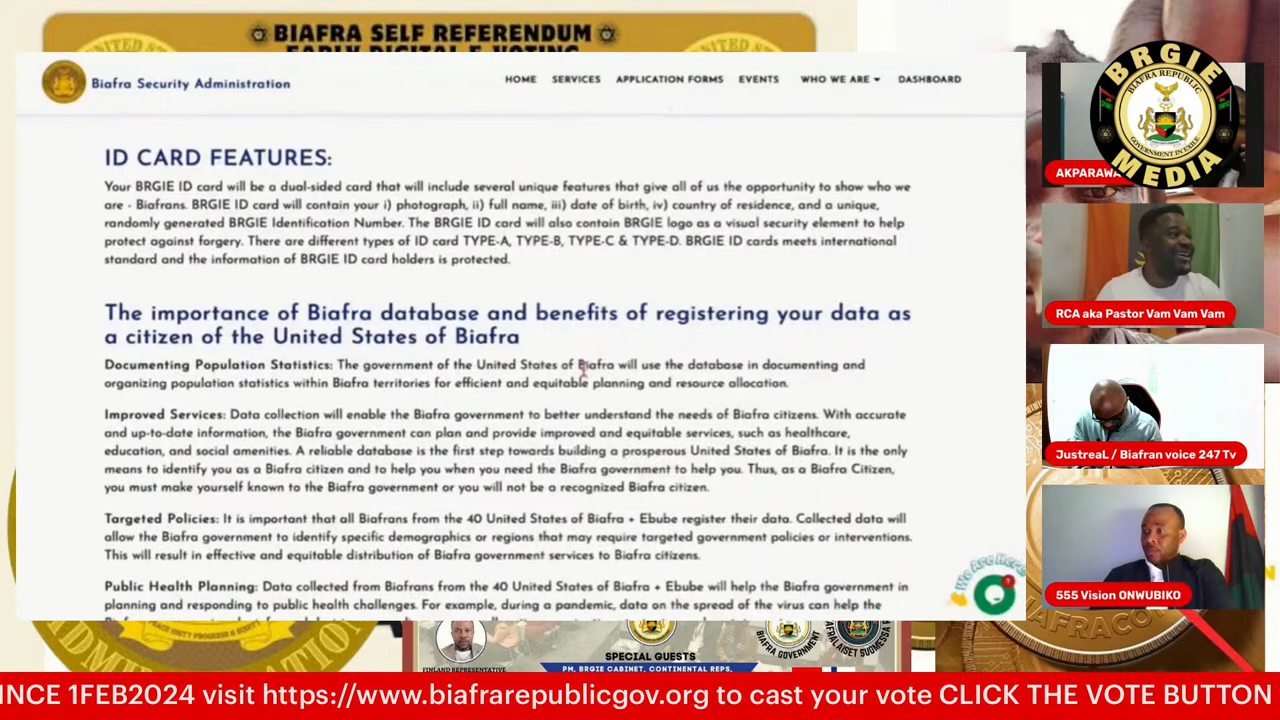 BIAFRA SELF REFERENDUM
EARLY DIGITAL E-VOTING
Biafra Security Administration
HOME SERVICES APPLICATION FORMS EVENTS WHO WE ARE DASHBOARD
ID CARD FEATURES:
Your BRGIE ID card will be a dual-sided card that will include several unique features that give all of us the opportunity to show who we
are - Biafrans. BRGIE ID card will contain your i) photograph, ii) full name, iii) date of birth, iv) country of residence, and a unique,
randomly generated BRGIE Identification Number. The BRGIE ID card will also contain BRGIE logo as a visual security element to help
protect against forgery. There are different types of ID card TYPE-A, TYPE-B, TYPE-C & TYPE-D. BRGIE ID cards meets international
standard and the information of BRGIE ID card holders is protected.
The importance of Biafra database and benefits of registering your data as
a citizen of the United States of Biafra
Documenting Population Statistics: The government of the United States of Biafra will use the database in documenting and
organizing population statistics within Biafra territories for efficient and equitable planning and resource allocation.
Improved Services: Data collection will enable the Biafra government to better understand the needs of Biafra citizens. With accurate
and up-to-date information, the Biafra government can plan and provide improved and equitable services, such as healthcare,
education, and social amenities. A reliable database is the first step towards building a prosperous United States of Biafra. It is the only
means to identify you as a Biafra citizen and to help you when you need the Biafra government to help you. Thus, as a Biafra Citizen,
you must make yourself known to the Biafra government or you will not be a recognized Biafra citizen.
Targeted Policies: It is important that all Biafrans from the 40 United States of Biafra + Ebube register their data. Collected data will
allow the Biafra government to identify specific demographics or regions that may require targeted government policies or interventions.
This will result in effective and equitable distribution of Biafra government services to Biafra citizens.
Public Health Planning: Data collected from Biafrans from the 40 United States of Biafra + Ebube will help the Biafra government in
planning and responding to public health challenges. For example, during a pandemic, data on the spread of the virus can help the
We Are Here
BRGIE
BIAFRA REPUBLIC
GOVERNMENT IN EXILE
MEDIA
AKPARAWA
RCA aka Pastor Vam Vam Vam
JustreaL / Biafran voice 247 Tv
555 Vision ONWUBIKO
SPECIAL GUESTS
PM, BRGIE CABINET, CONTINENTAL REPS,
FINLAND REPRESENTATIVE
INCE 1FEB2024 visit https://www.biafrarepublicgov.org to cast your vote CLICK THE VOTE BUTTON